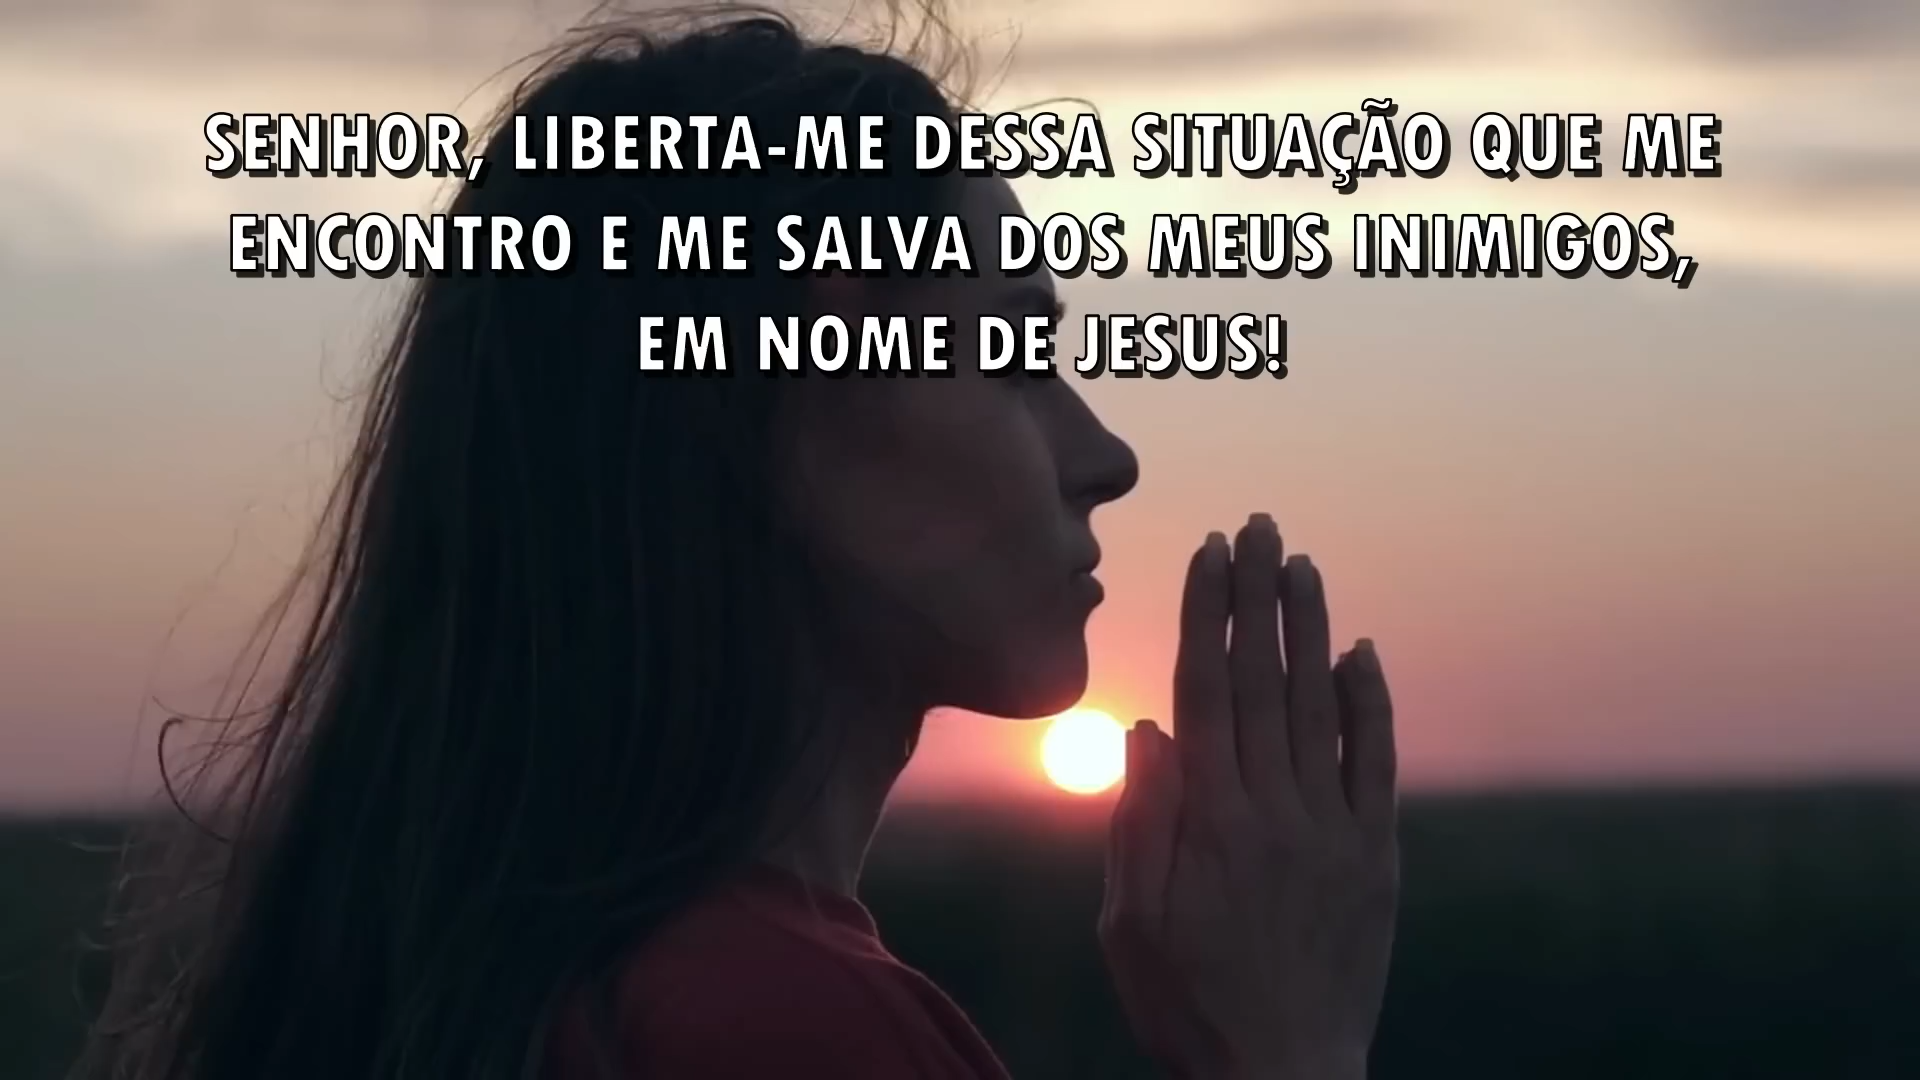 SENHOR, LIBERTA-ME DESSA SITUAÇÃO QUE ME
ENCONTRO E ME SALVA DOS MEUS INIMIGOS,
EM NOME DE JESUS!